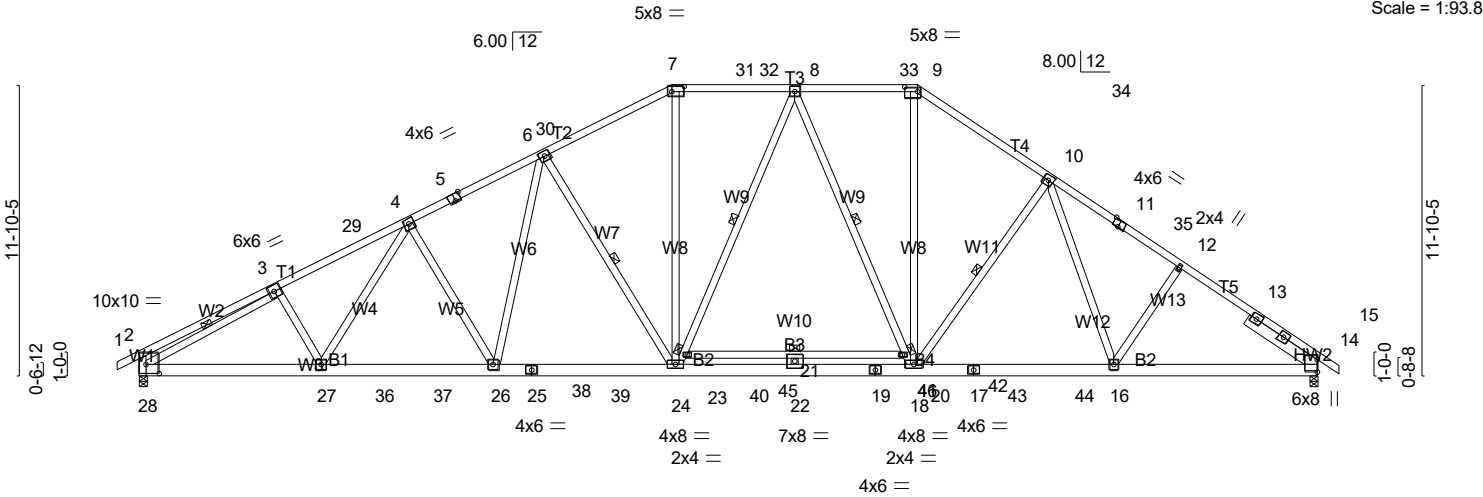 Scale = 1:93.8
5x8 =
6.00 12
5x8 =
8.00 12
7
31 32 T3 8
33 9
34
4x6 =
6 30 T2
T4
10
5
4x6
11
4
W9
W9
35 2x4 //
29
12
11-10-5
11-10-5
6x6
W6
W7
W8
W8
W11
3 T1
T5
13
10x10 =
W2
W4
W5
W10
W12
W13
15
1 2
14
W1
B3
HW2
0-6-12
1-0-0
W3 B1
B2
21
B4
B2
1-0-0
0-8-8
28
27 36 37 26 25 38 39 24 23 40 45 22 19 18 20 17 42 43 44 16
6x8 ||
4x6 =
4x8 =
7x8 =
4x8 =
4x6 =
2x4 =
2x4 =
4x6 =